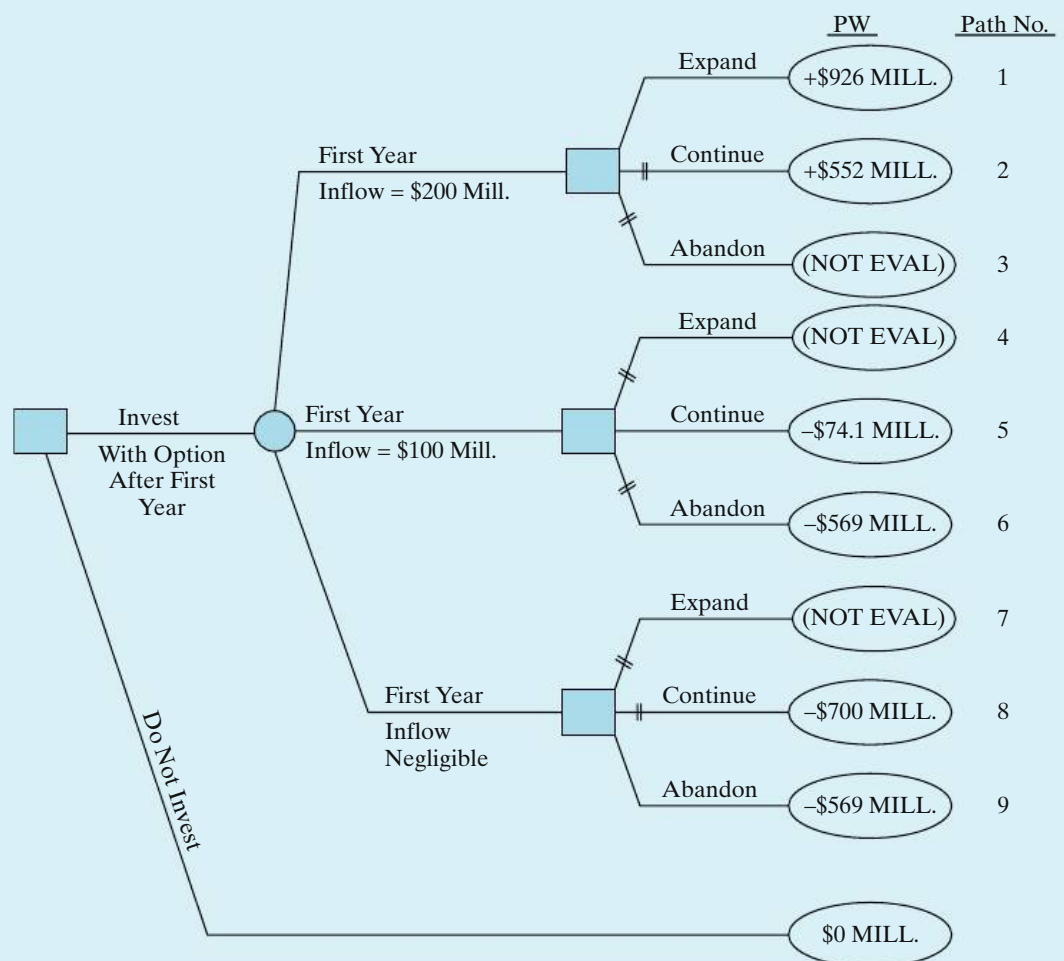 PW Path No.
Expand +$926 MILL. 1
First Year Continue +$552 MILL. 2
Inflow = $200 Mill.
Abandon (NOT EVAL) 3
Expand (NOT EVAL) 4
Invest First Year Continue –$74.1 MILL. 5
With Option Inflow = $100 Mill.
After First
Year
Abandon –$569 MILL. 6
Expand (NOT EVAL) 7
First Year Continue –$700 MILL. 8
Inflow
Negligible
Abandon –$569 MILL. 9
Do Not Invest
$0 MILL.